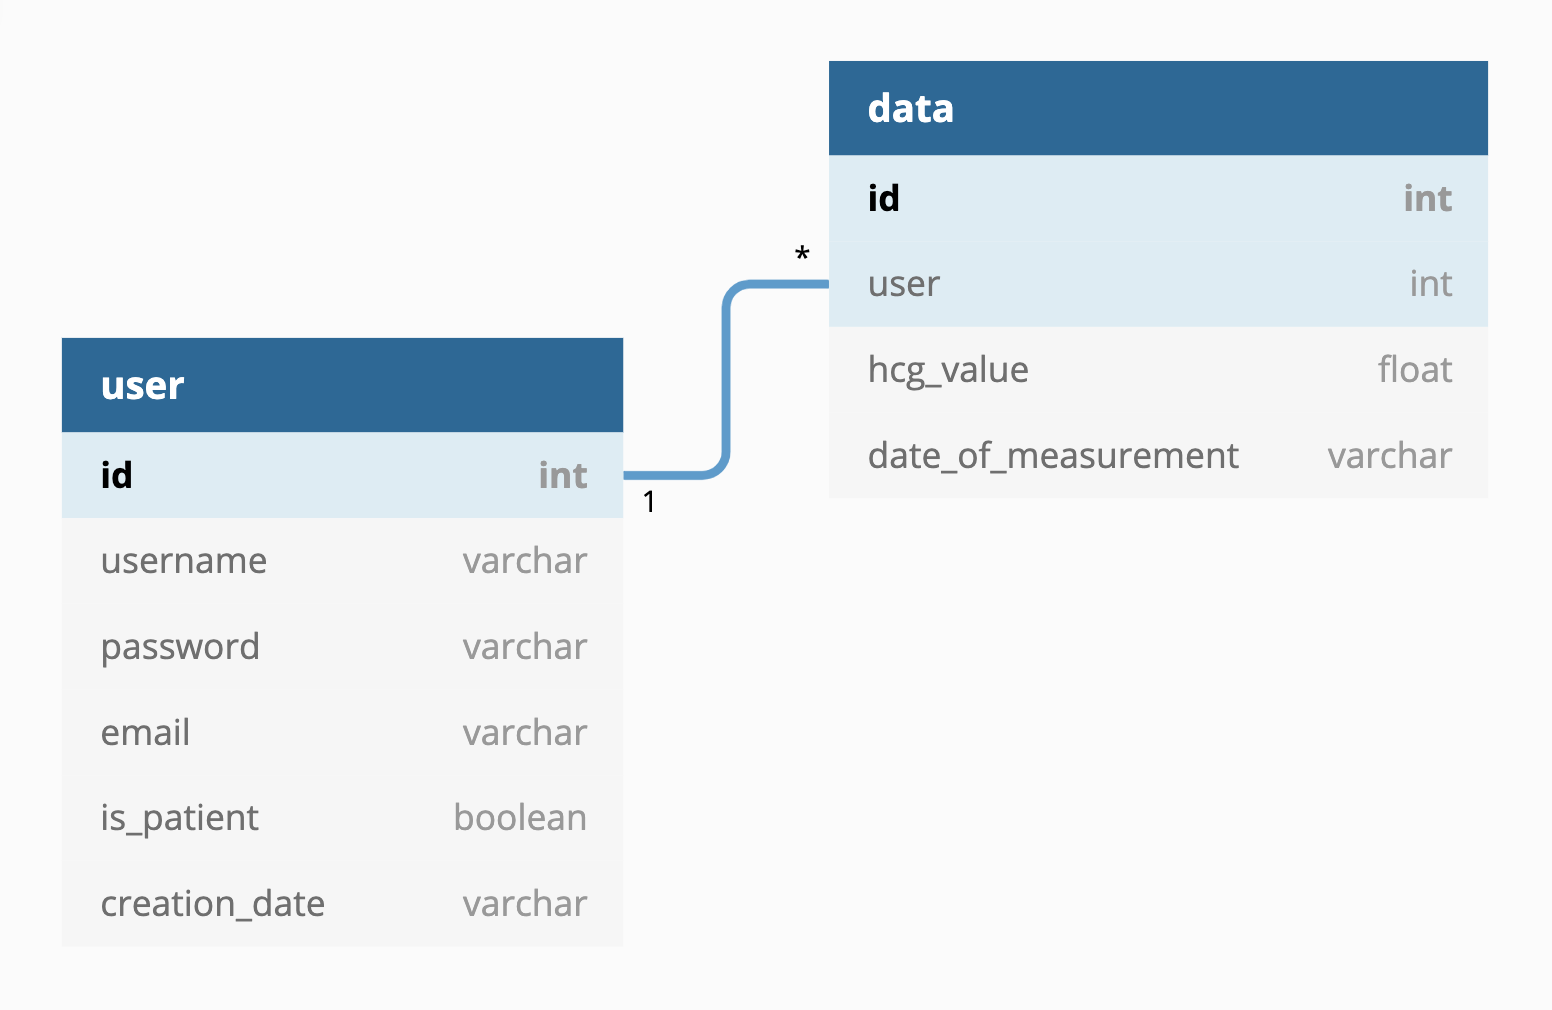 data
id int
user int
hcg_value float
date_of_measurement varchar
*
1
user
id int
username varchar
password varchar
email varchar
is_patient boolean
creation_date varchar